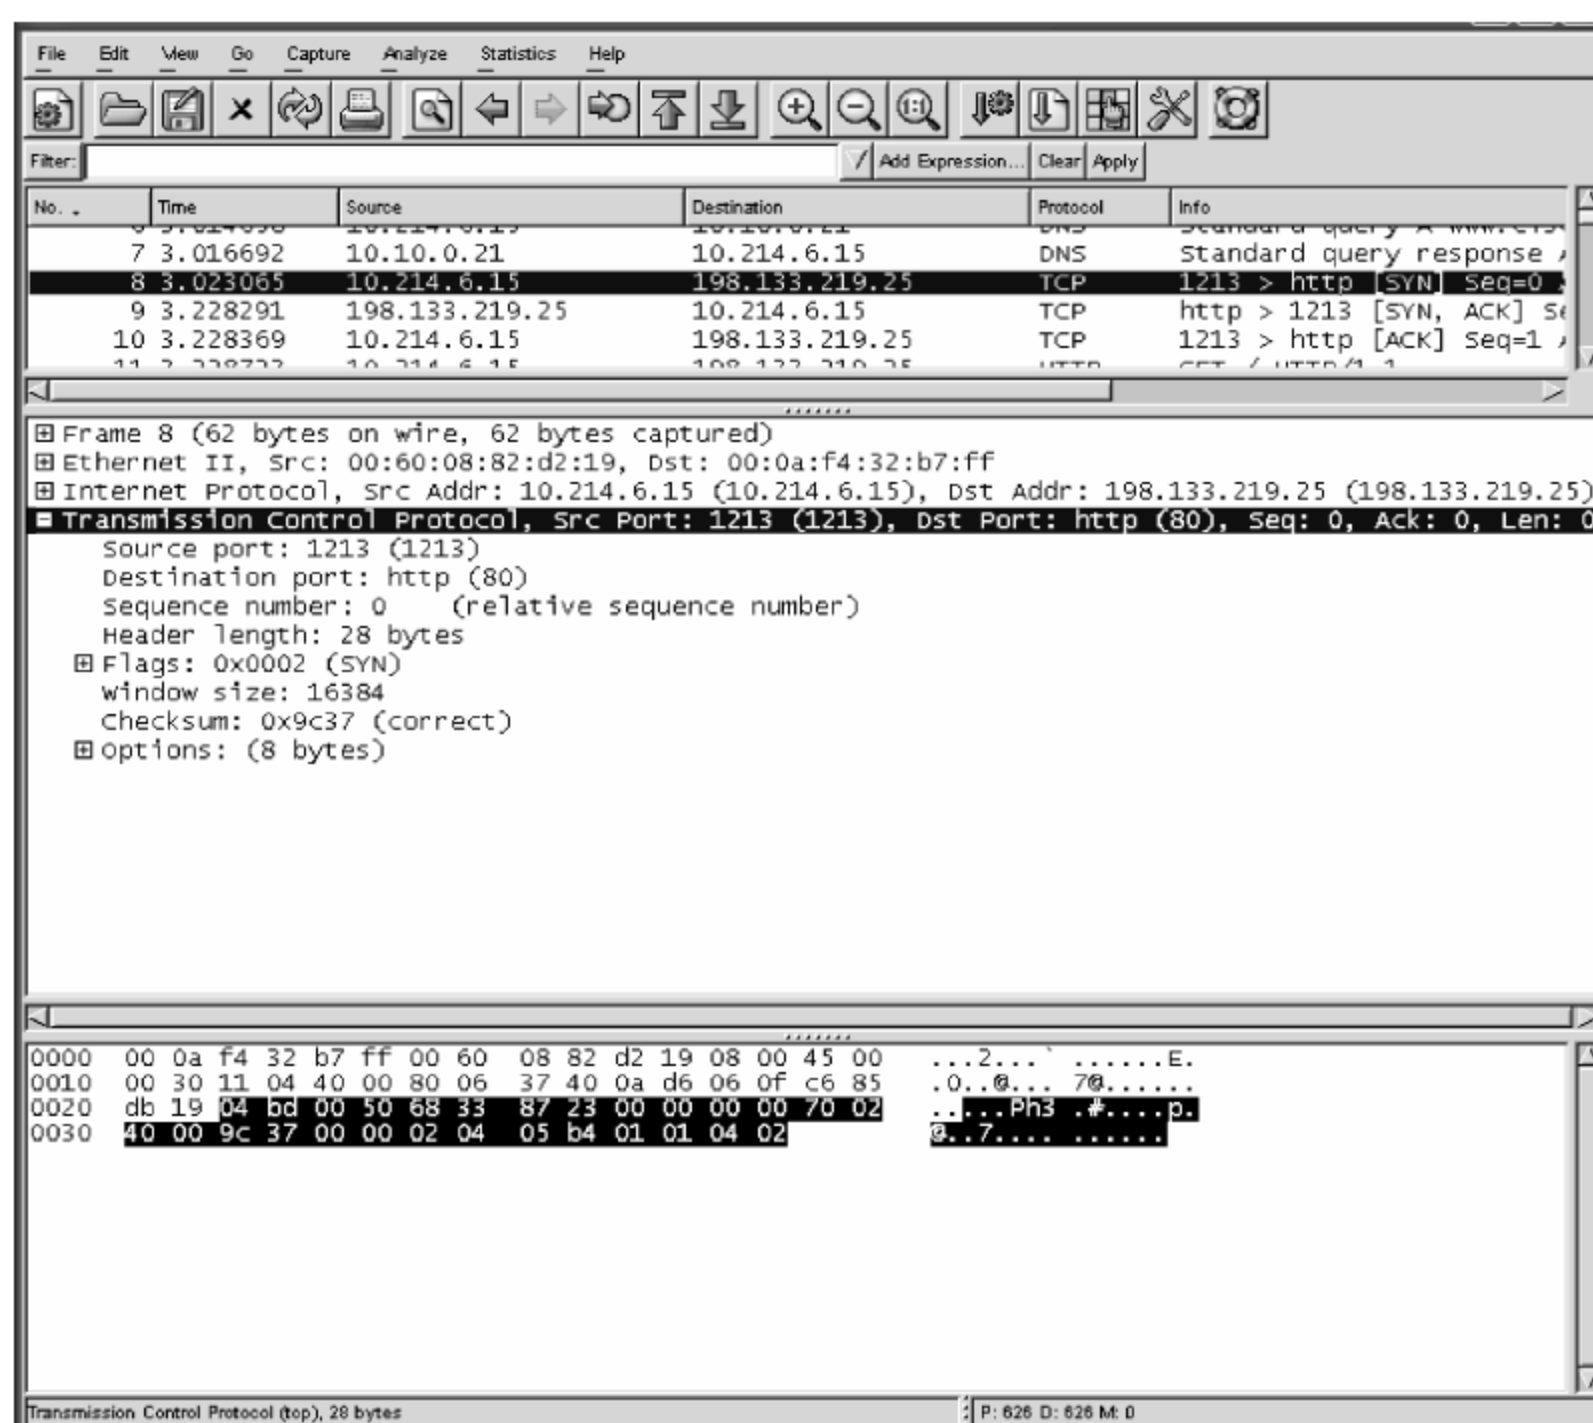 File Edit View Go Capture Analyze Statistics Help
Filter: Add Expression... Clear Apply
No. Time Source Destination Protocol Info
7 3.016692 10.10.0.21 10.214.6.15 DNS Standard query response
8 3.023065 10.214.6.15 198.133.219.25 TCP 1213 > http [SYN] Seq=0
9 3.228291 198.133.219.25 10.214.6.15 TCP http > 1213 [SYN, ACK] Se
10 3.228369 10.214.6.15 198.133.219.25 TCP 1213 > http [ACK] Seq=1
Frame 8 (62 bytes on wire, 62 bytes captured)
Ethernet II, Src: 00:60:08:82:d2:19, Dst: 00:0a:f4:32:b7:ff
Internet Protocol, Src Addr: 10.214.6.15 (10.214.6.15), Dst Addr: 198.133.219.25 (198.133.219.25)
Transmission Control Protocol, Src Port: 1213 (1213), Dst Port: http (80), Seq: 0, Ack: 0, Len: 0
Source port: 1213 (1213)
Destination port: http (80)
Sequence number: 0 (relative sequence number)
Header length: 28 bytes
Flags: 0x0002 (SYN)
Window size: 16384
Checksum: 0x9c37 (correct)
Options: (8 bytes)
0000 00 0a f4 32 b7 ff 00 60 08 82 d2 19 08 00 45 00 ...2...` ......E.
0010 00 30 11 04 40 00 80 06 37 40 0a d6 06 0f c6 85 .0..@... 7@......
0020 db 19 04 bd 00 50 68 33 87 23 00 00 00 00 70 02 .....Ph3 .#....p.
0030 40 00 9c 37 00 00 02 04 05 b4 01 01 04 02 @..7.... ......
Transmission Control Protocol (tcp), 28 bytes P: 626 D: 626 M: 0